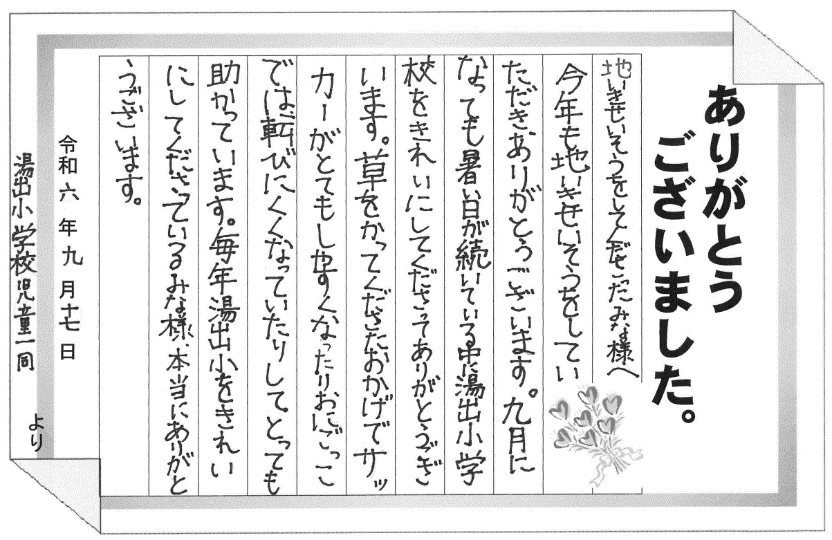 ありがとう
ございました。
地いきせいそうをしてくださったみな様へ
今年も地いきせいそうをしてい
ただきありがとうございます。九月に
なっても暑い日が続いている中に湯出小学
校をきれいにしてくださってありがとうござ
います。草をかってくださたおかげでサッ
カーがとてもしやすくなったりおにごっこ
では転びにくくなっていたりして、とっても
助かっています。毎年湯出小をきれい
にしてくださっているみな様、本当にありがと
うございます。
令和六年九月十七日
湯出小学校児童一同 より